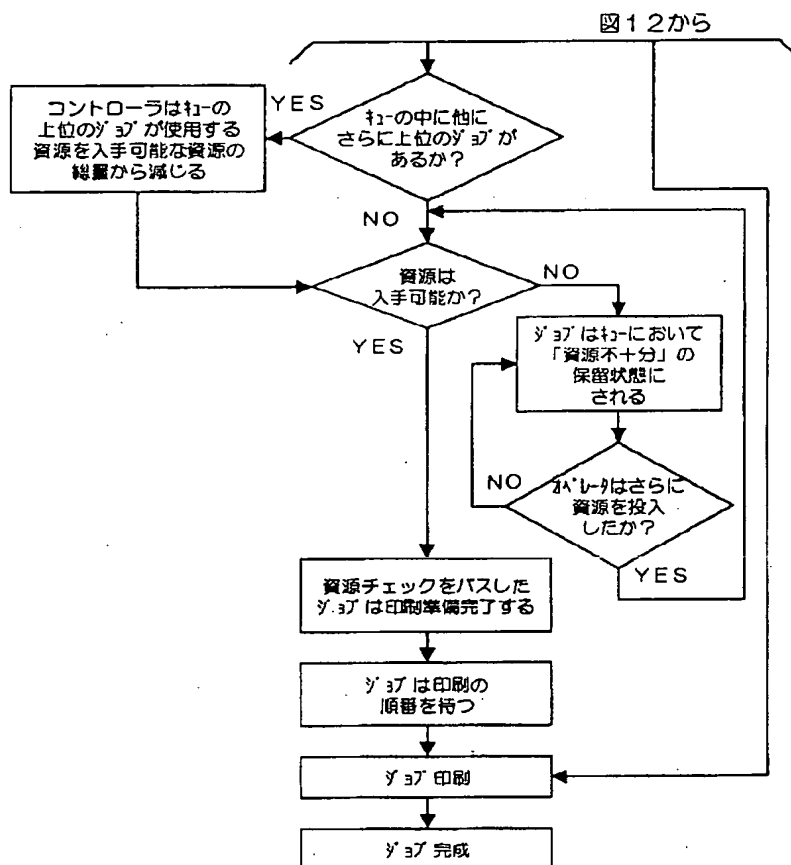 図12から
コントローラはｷｭｰの
上位のジョブが使用する
資源を入手可能な資源の
総量から減じる
YES
ｷｭｰの中に他に
さらに上位のジョブが
あるか？
NO
資源は
入手可能か？
NO
YES
ジョブはｷｭｰにおいて
「資源不十分」の
保留状態に
される
NO
ｵﾍﾟﾚｰﾀはさらに
資源を投入
したか？
YES
資源チェックをパスした
ジョブは印刷準備完了する
ジョブは印刷の
順番を待つ
ジョブ印刷
ジョブ完成